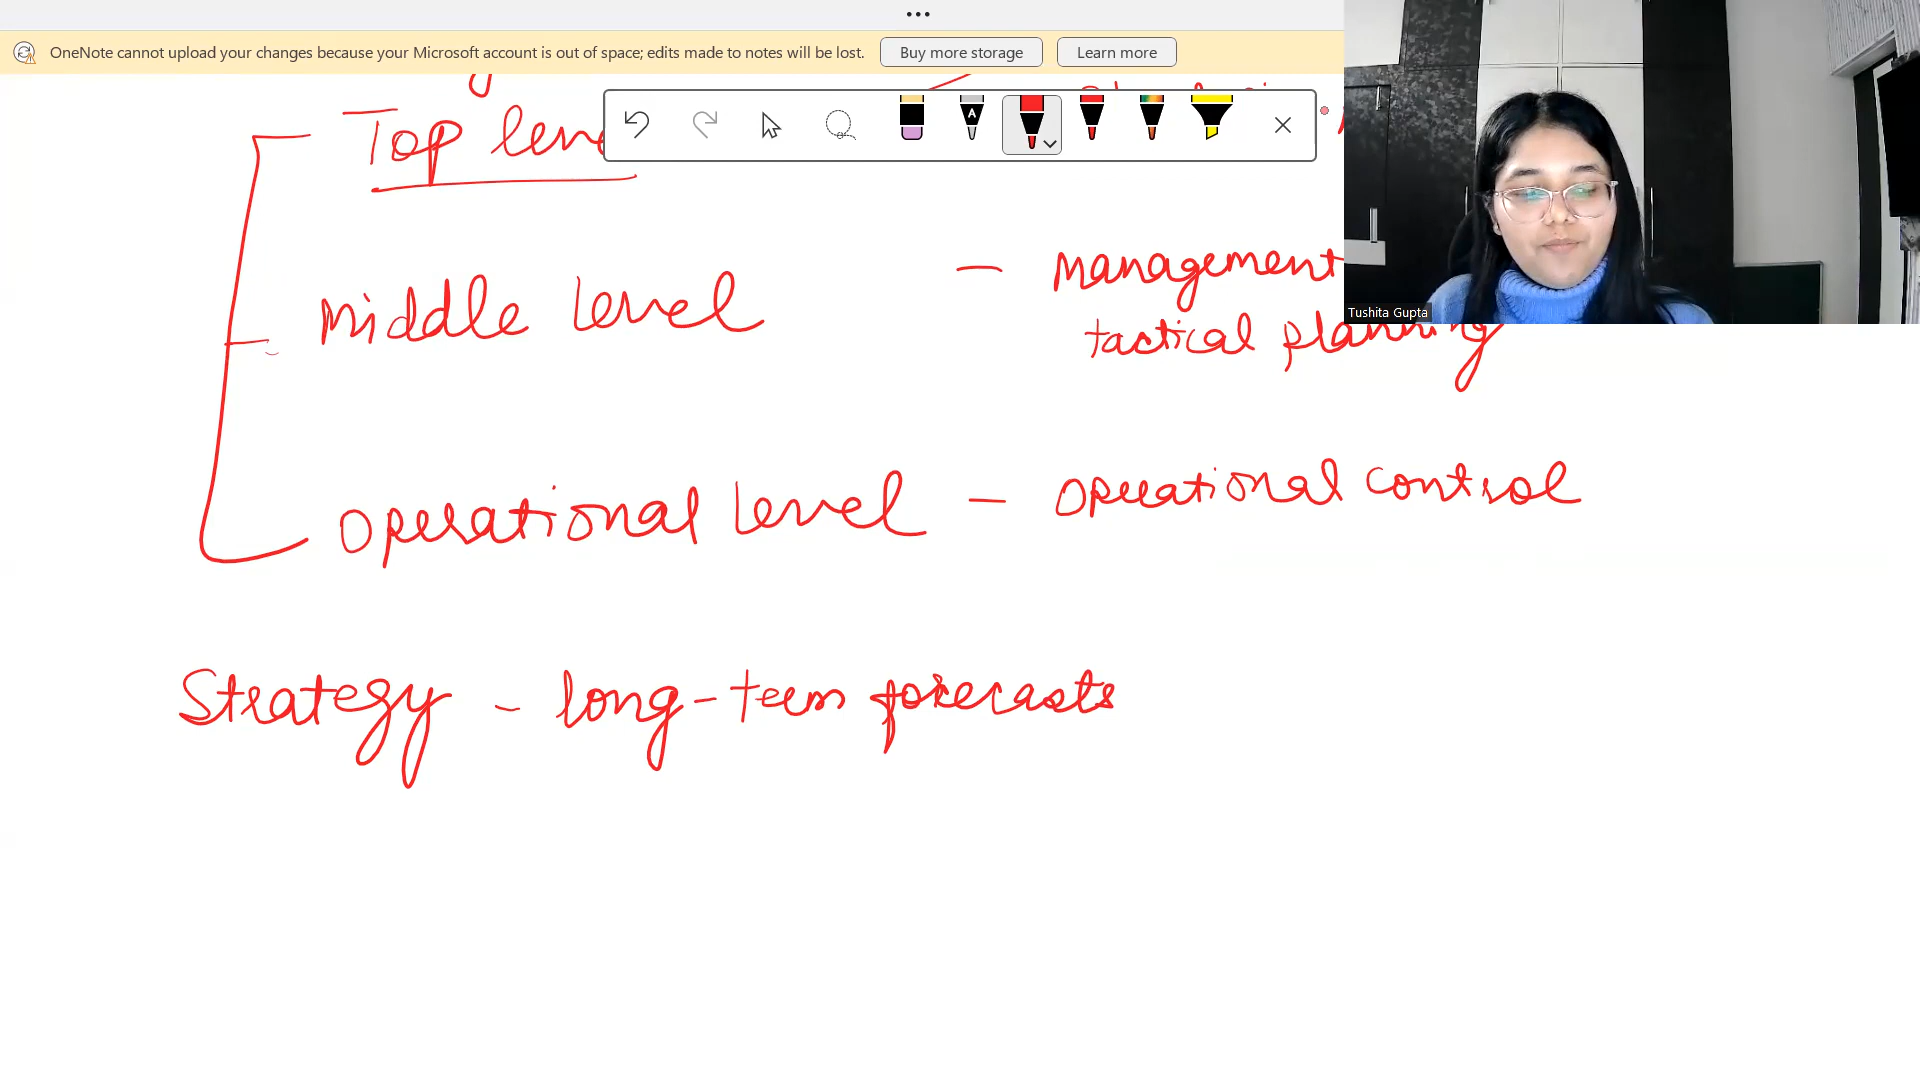 •••
OneNote cannot upload your changes because your Microsoft account is out of space; edits made to notes will be lost. Buy more storage Learn more
Top leve
A
Tushita Gupta
Middle level – Management
tactical planning
Operational level – Operational control
Strategy - long-term forecasts